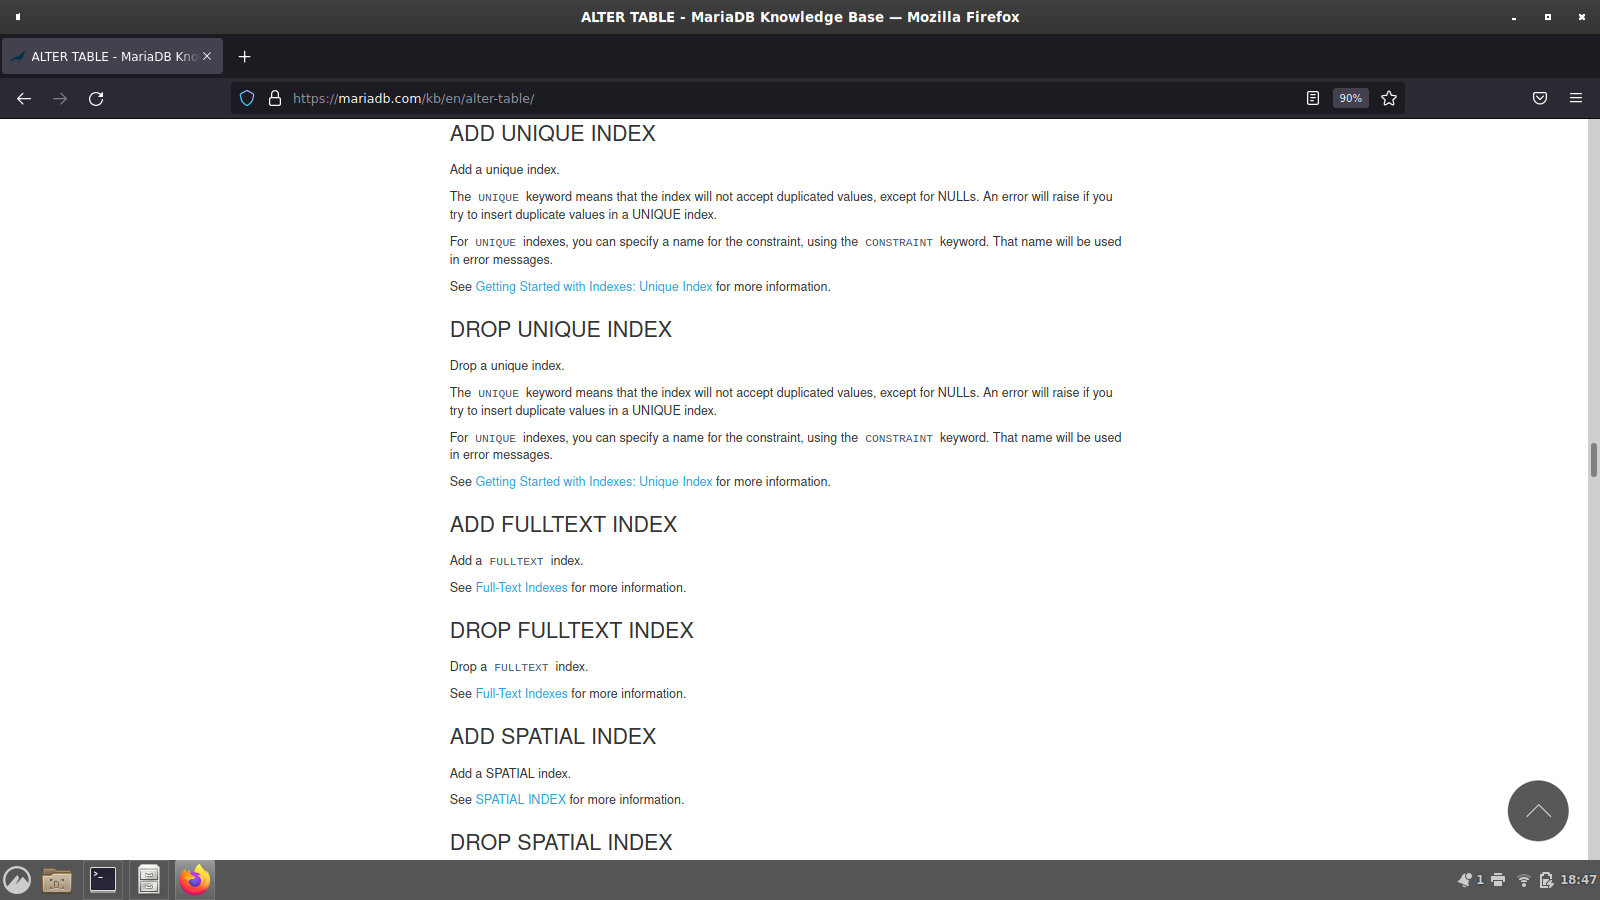 ALTER TABLE - MariaDB Knowledge Base — Mozilla Firefox
ALTER TABLE - MariaDB Kno
https://mariadb.com/kb/en/alter-table/
90%
ADD UNIQUE INDEX
Add a unique index.
The UNIQUE keyword means that the index will not accept duplicated values, except for NULLs. An error will raise if you
try to insert duplicate values in a UNIQUE index.
For UNIQUE indexes, you can specify a name for the constraint, using the CONSTRAINT keyword. That name will be used
in error messages.
See Getting Started with Indexes: Unique Index for more information.
DROP UNIQUE INDEX
Drop a unique index.
The UNIQUE keyword means that the index will not accept duplicated values, except for NULLs. An error will raise if you
try to insert duplicate values in a UNIQUE index.
For UNIQUE indexes, you can specify a name for the constraint, using the CONSTRAINT keyword. That name will be used
in error messages.
See Getting Started with Indexes: Unique Index for more information.
ADD FULLTEXT INDEX
Add a FULLTEXT index.
See Full-Text Indexes for more information.
DROP FULLTEXT INDEX
Drop a FULLTEXT index.
See Full-Text Indexes for more information.
ADD SPATIAL INDEX
Add a SPATIAL index.
See SPATIAL INDEX for more information.
DROP SPATIAL INDEX
1
18:47